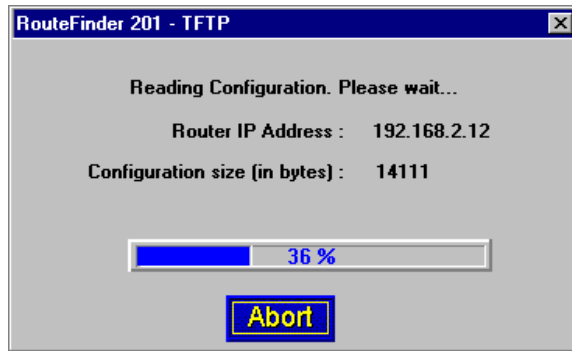 RouteFinder 201 - TFTP
Reading Configuration. Please wait...
Router IP Address : 192.168.2.12
Configuration size (in bytes) : 14111
36 %
Abort